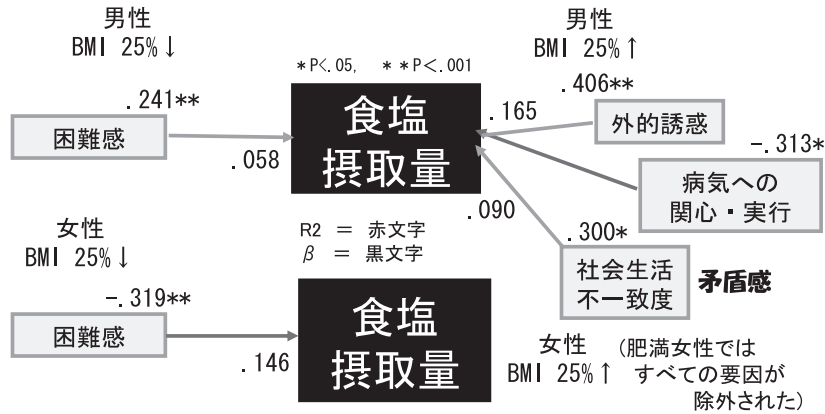 男性
BMI 25% ↓
*P<.05, **P<.001
男性
BMI 25% ↑
.241**
困難感
.058
食塩
摂取量
.165
.406**
外的誘惑
-.313*
病気への
関心・実行
.090
.300*
社会生活
不一致度
矛盾感
R2 = 赤文字
β = 黒文字
女性
BMI 25% ↓
-.319**
困難感
.146
食塩
摂取量
女性
BMI 25% ↑
(肥満女性では
すべての要因が
除外された)